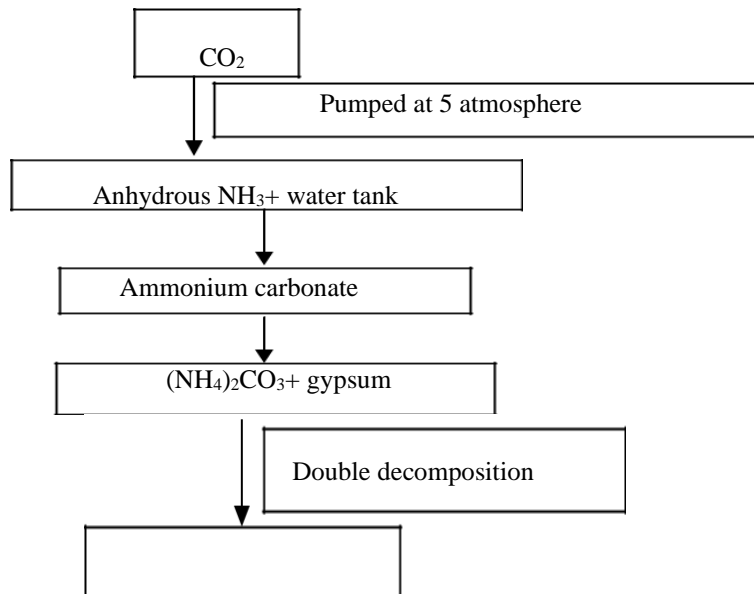 CO₂
Pumped at 5 atmosphere
Anhydrous NH₃+ water tank
Ammonium carbonate
(NH₄)₂CO₃+ gypsum
Double decomposition